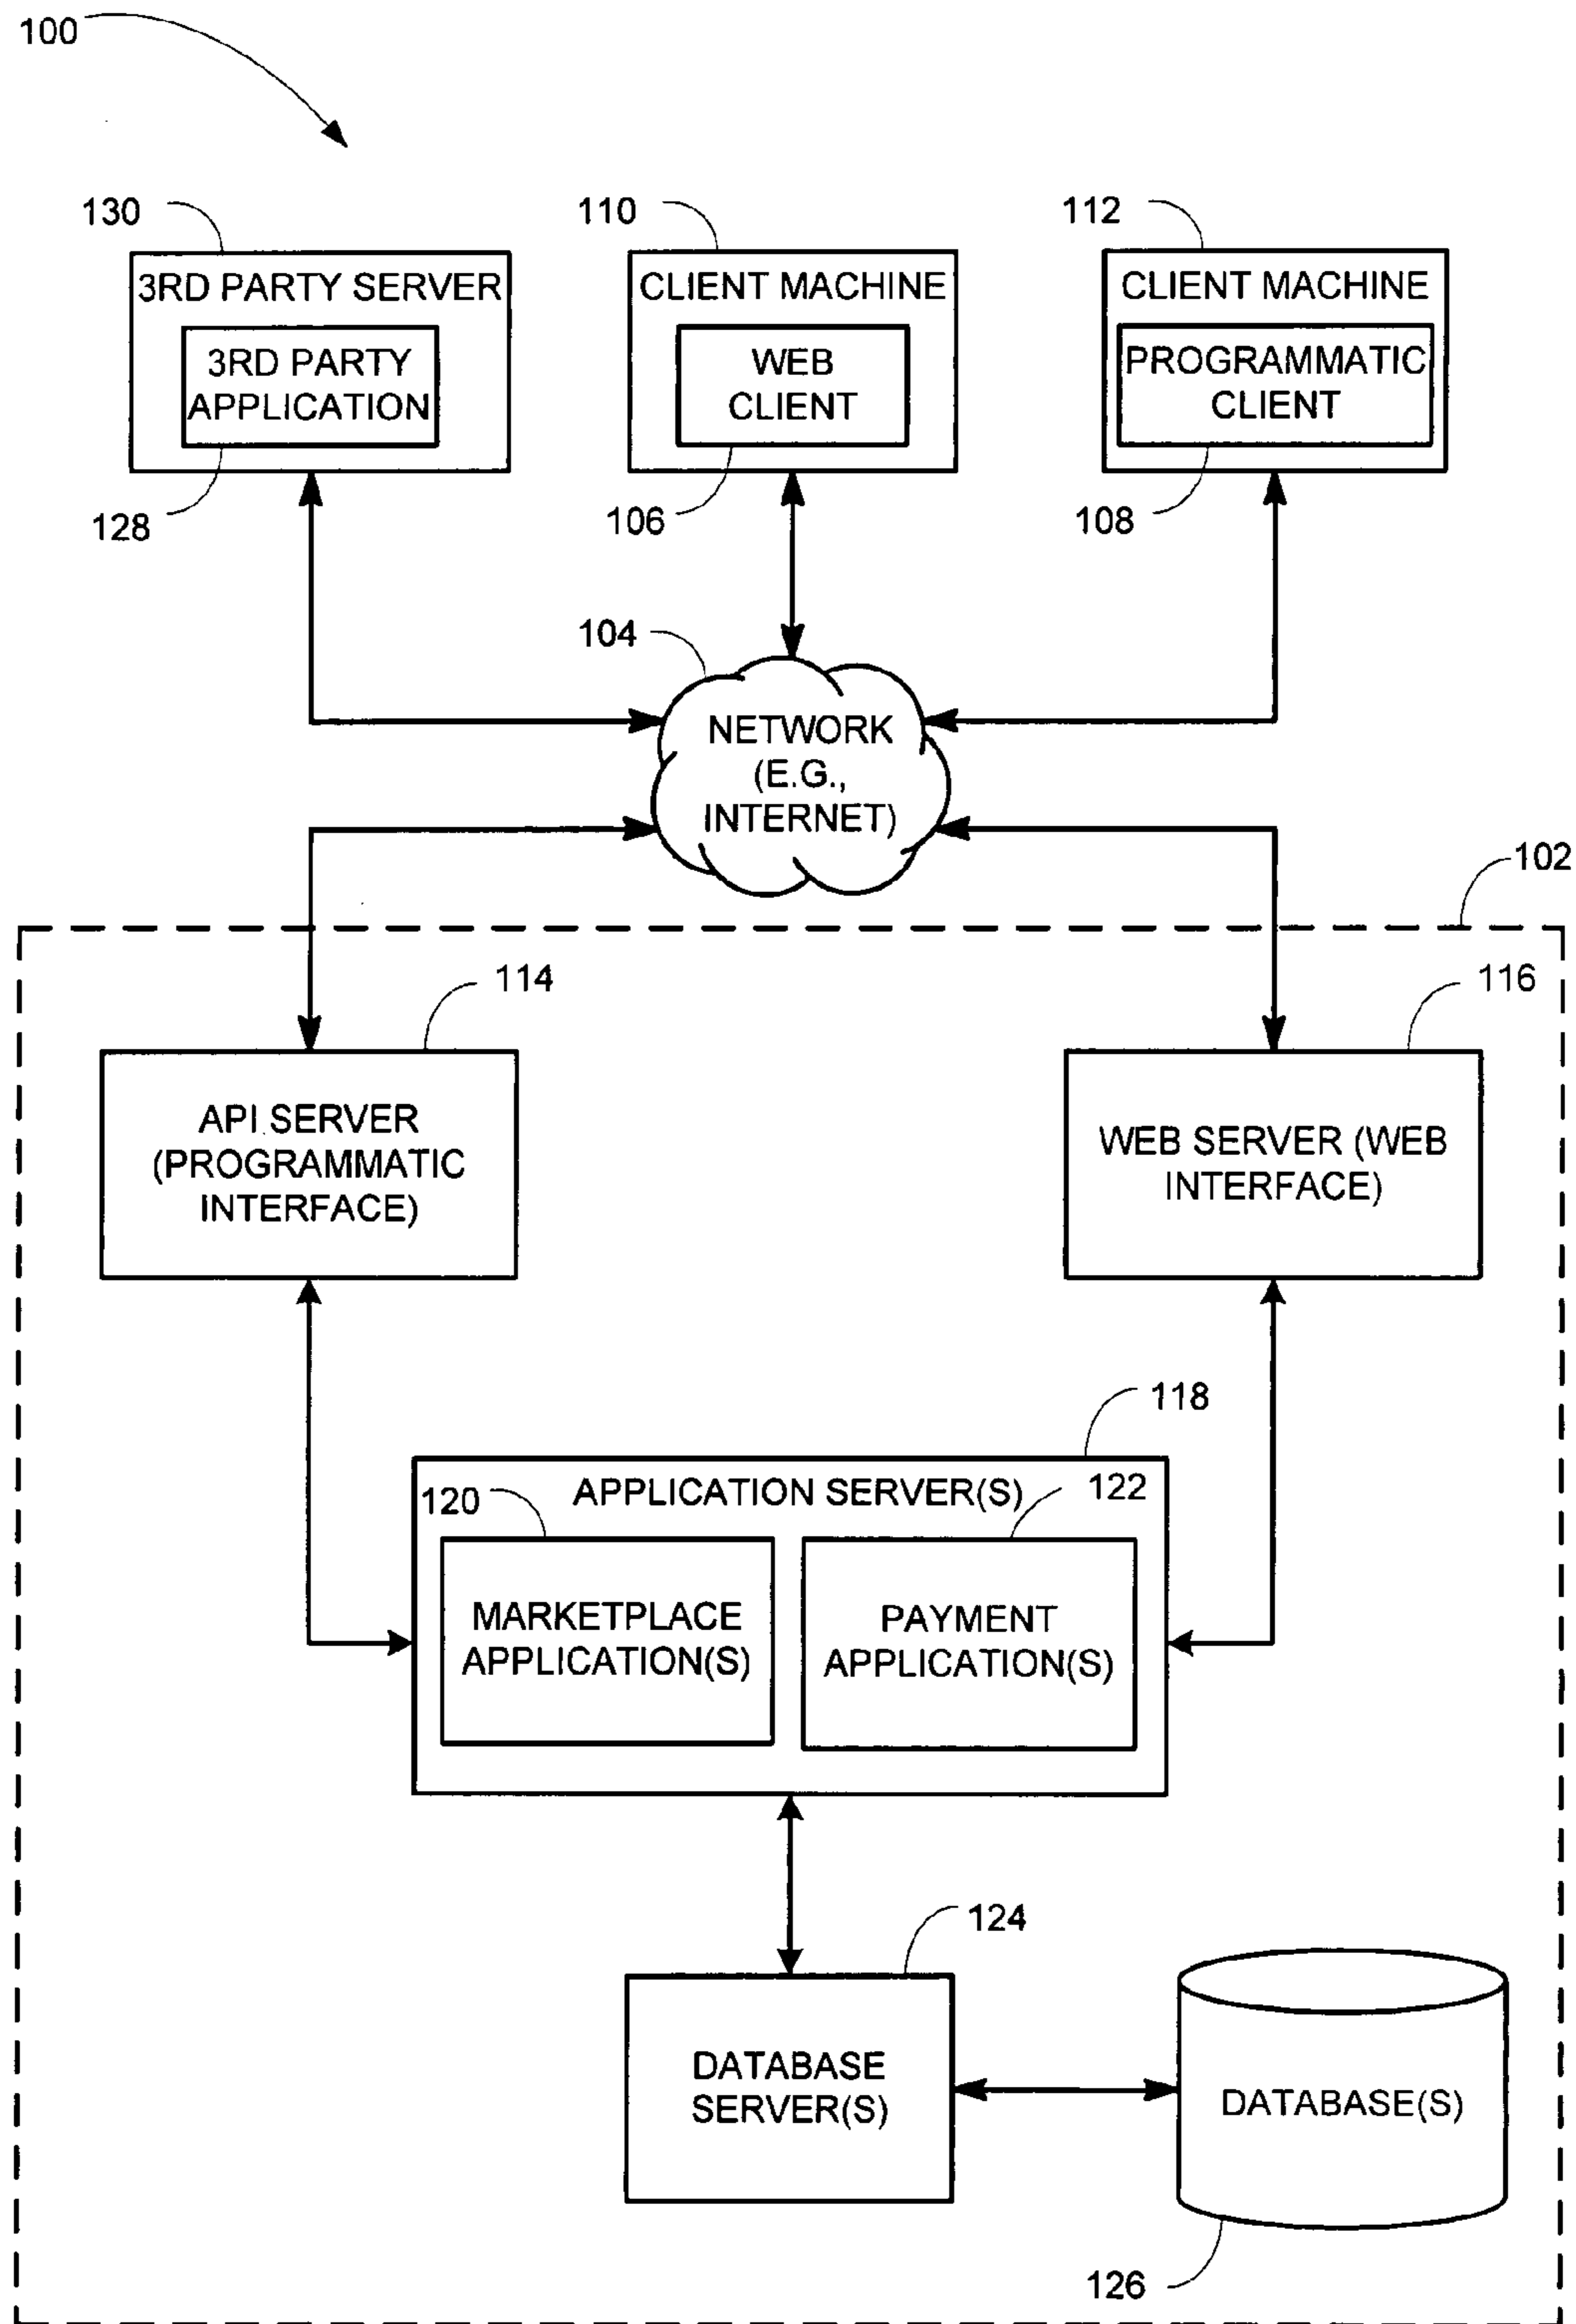 100
130
110
112
3RD PARTY SERVER
CLIENT MACHINE
CLIENT MACHINE
3RD PARTY
APPLICATION
WEB
CLIENT
PROGRAMMATIC
CLIENT
128
106
108
104
NETWORK
(E.G.,
INTERNET)
102
114
116
API SERVER
(PROGRAMMATIC
INTERFACE)
WEB SERVER (WEB
INTERFACE)
118
APPLICATION SERVER(S)
120
122
MARKETPLACE
APPLICATION(S)
PAYMENT
APPLICATION(S)
124
DATABASE
SERVER(S)
DATABASE(S)
126